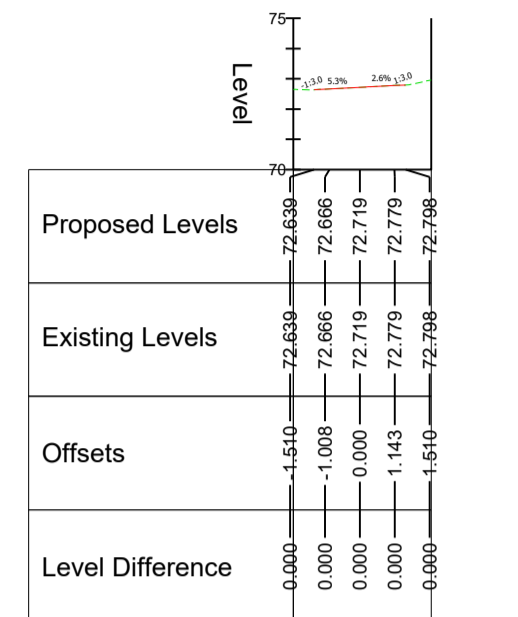 75
Level
-1:3.0 5.3% 2.6% 1:3.0
70
Proposed Levels 72.639 72.666 72.719 72.779 72.798
Existing Levels 72.639 72.666 72.719 72.779 72.798
Offsets -1.510 -1.008 0.000 1.143 1.510
Level Difference 0.000 0.000 0.000 0.000 0.000